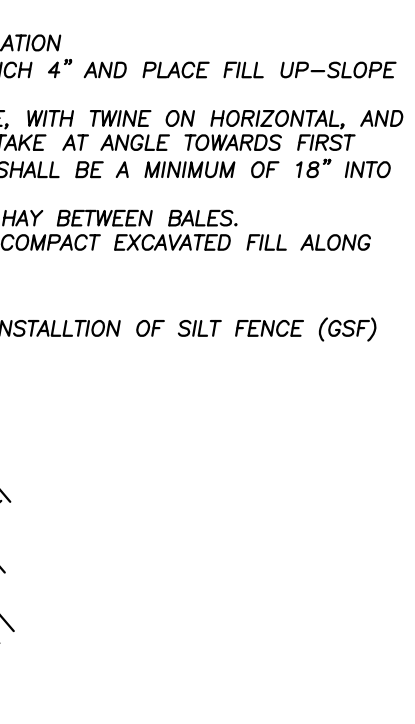 ATION
NCH 4” AND PLACE FILL UP–SLOPE
E, WITH TWINE ON HORIZONTAL, AND
TAKE AT ANGLE TOWARDS FIRST
SHALL BE A MINIMUM OF 18” INTO
HAY BETWEEN BALES.
COMPACT EXCAVATED FILL ALONG
NSTALLTION OF SILT FENCE (GSF)